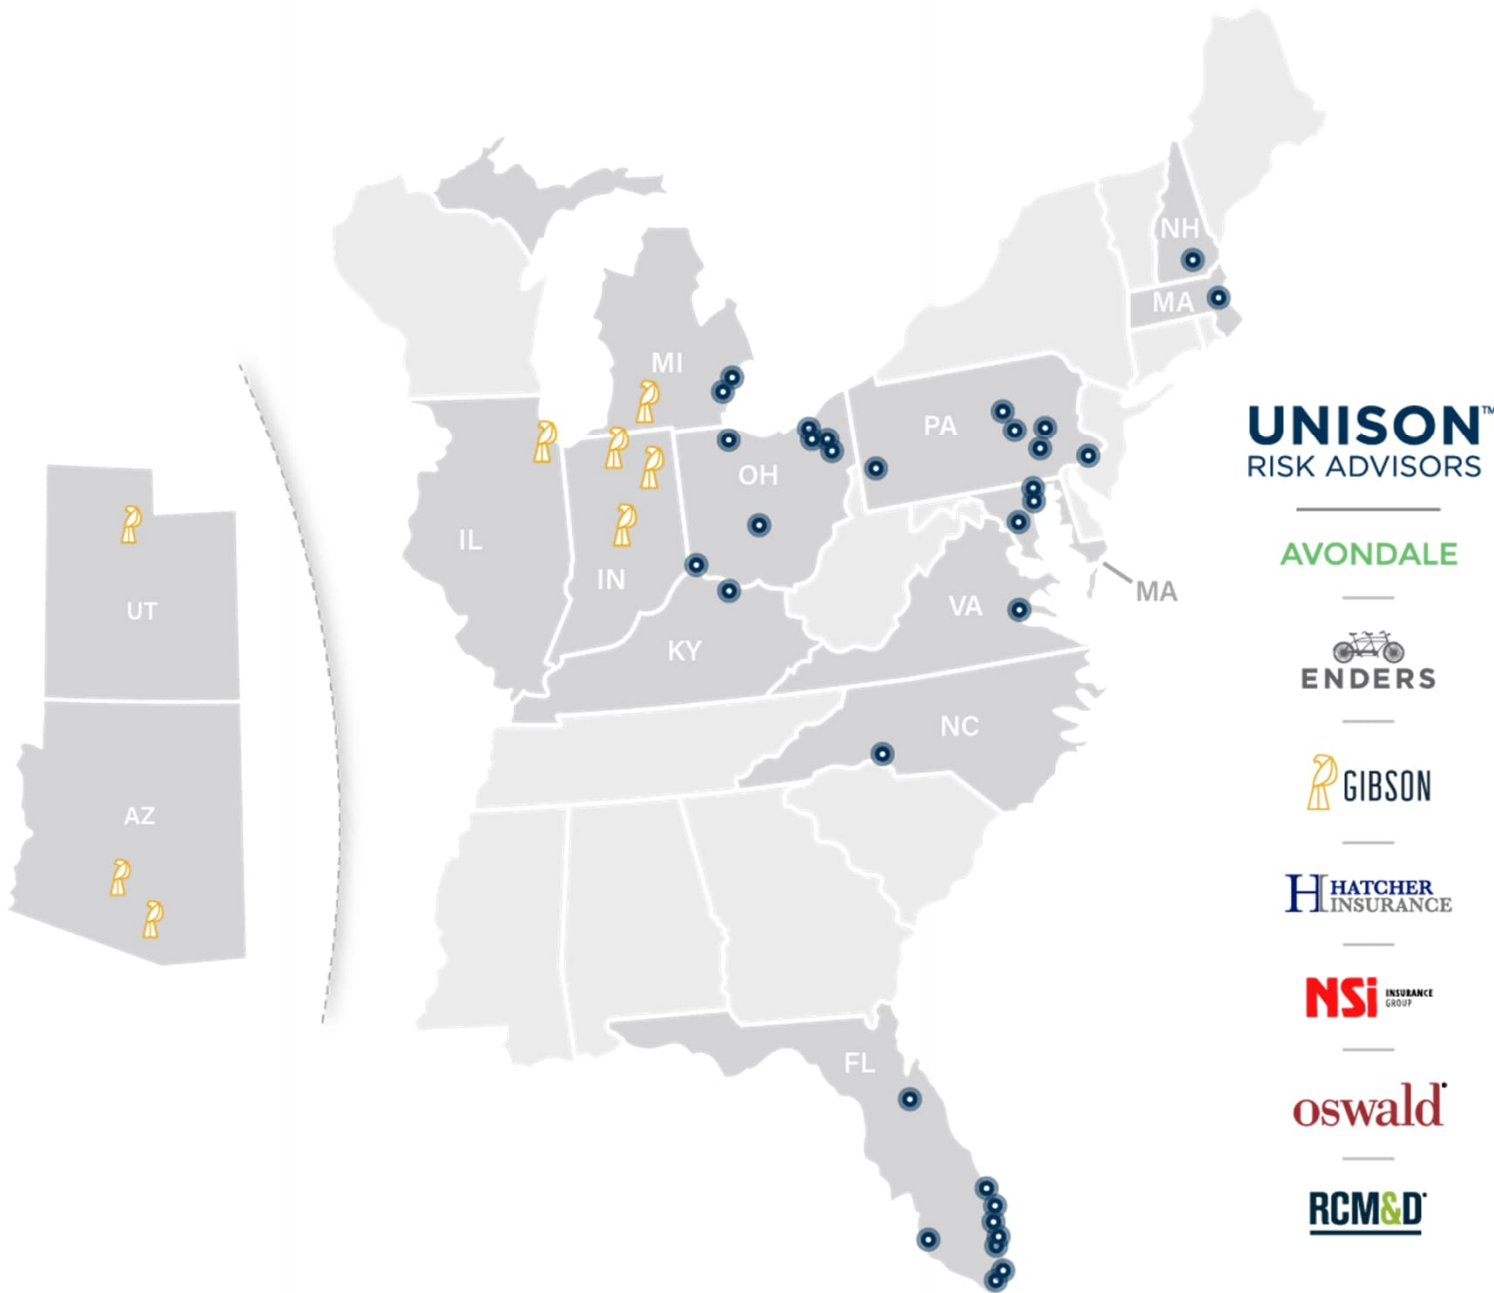 NH
MA
MI
PA
OH
IL
IN
UT
MA
VA
KY
NC
AZ
FL
UNISON™
RISK ADVISORS
AVONDALE
ENDERS
GIBSON
HATCHER
INSURANCE
NSi INSURANCE
GROUP
oswald
RCM&D